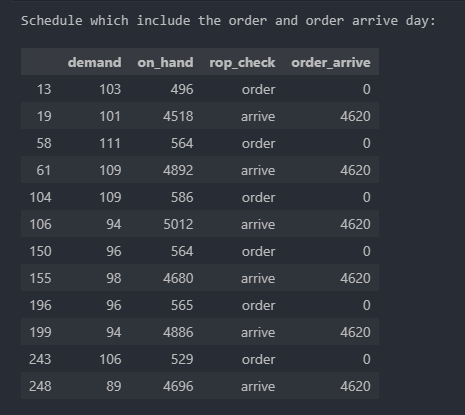 Schedule which include the order and order arrive day:
demand on_hand rop_check order_arrive
13 103 496 order 0
19 101 4518 arrive 4620
58 111 564 order 0
61 109 4892 arrive 4620
104 109 586 order 0
106 94 5012 arrive 4620
150 96 564 order 0
155 98 4680 arrive 4620
196 96 565 order 0
199 94 4886 arrive 4620
243 106 529 order 0
248 89 4696 arrive 4620